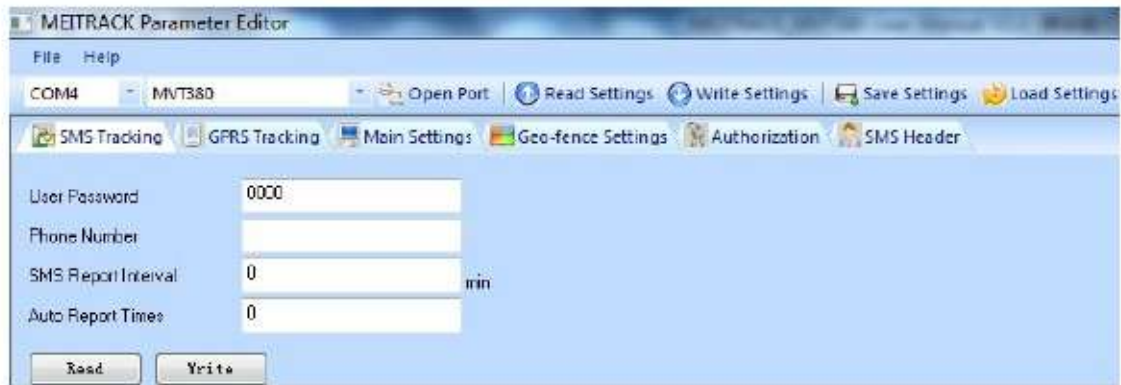 MEITRACK Parameter Editor
File Help
COM4 MVT380 Open Port Read Settings Write Settings Save Settings Load Settings
SMS Tracking GPRS Tracking Main Settings Geo-fence Settings Authorization SMS Header
User Password 0000
Phone Number
SMS Report Interval 0 min
Auto Report Times 0
Read Write